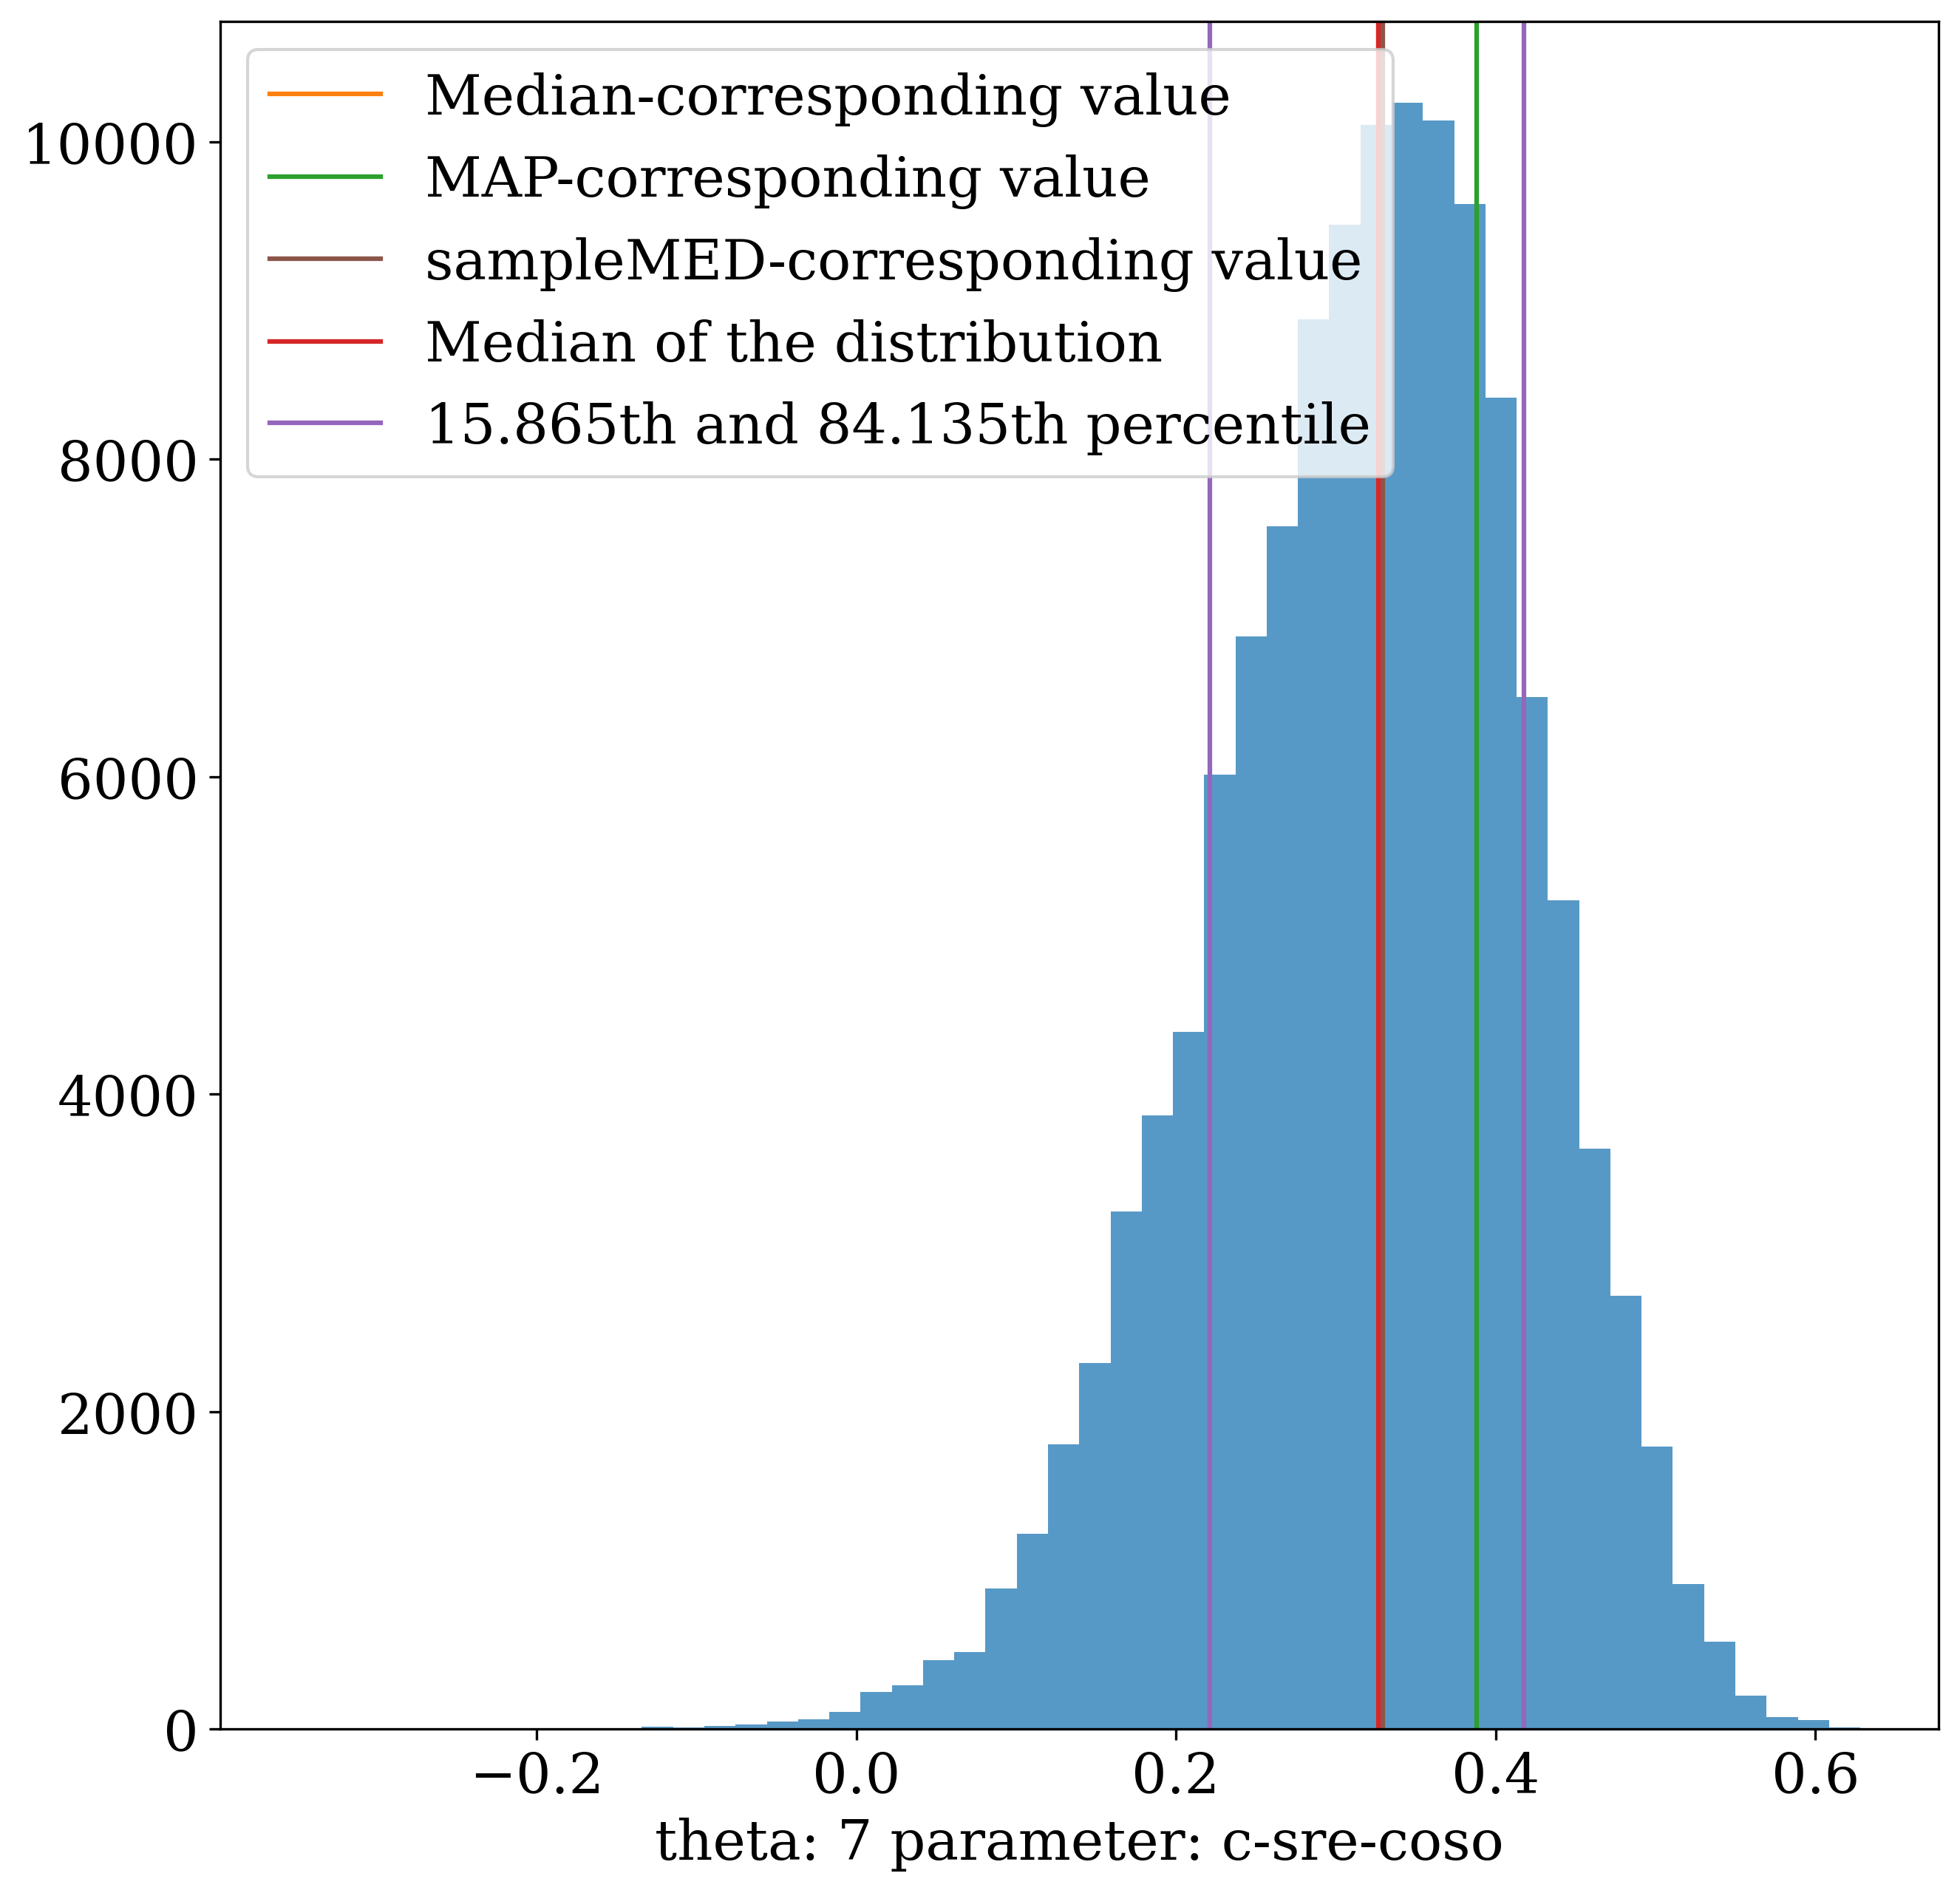 Median-corresponding value
MAP-corresponding value
sampleMED-corresponding value
Median of the distribution
15.865th and 84.135th percentile
10000
8000
6000
4000
2000
0
−0.2 0.0 0.2 0.4 0.6
theta: 7 parameter: c-sre-coso